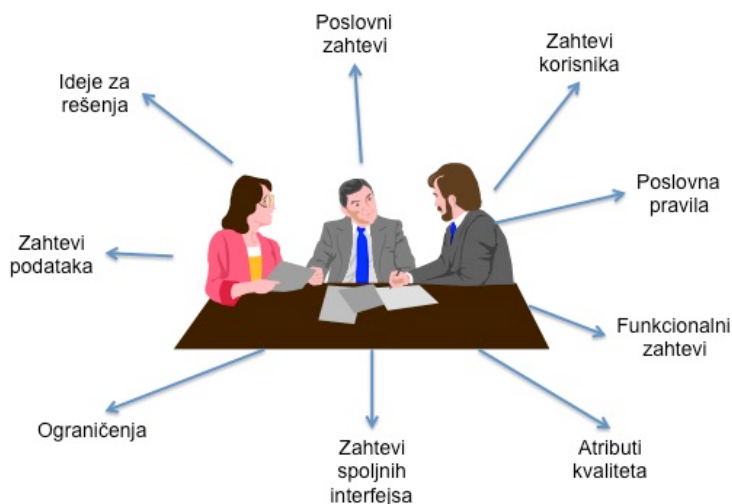 Poslovni
zahtevi
Zahtevi
korisnika
Ideje za
rešenja
Poslovna
pravila
Zahtevi
podataka
Funkcionalni
zahtevi
Ograničenja
Zahtevi
spoljnih
interfejsa
Atributi
kvaliteta